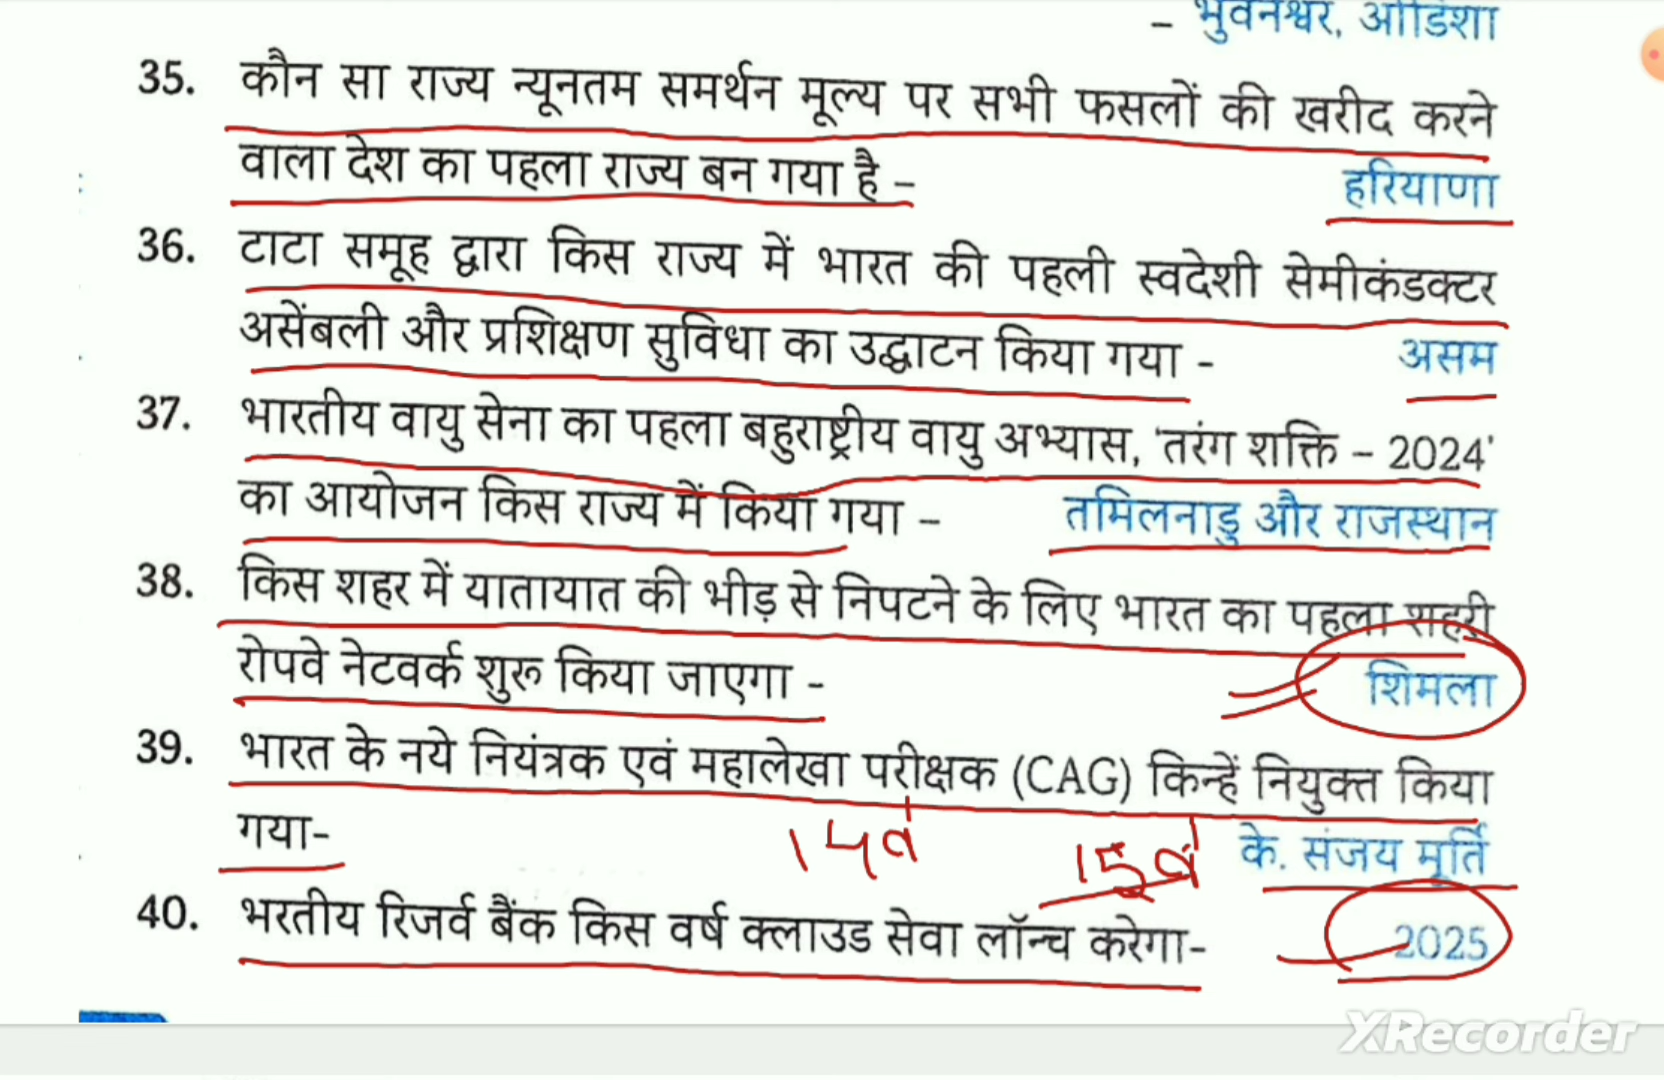 – भुवनेश्वर, ओडिशा
35. कौन सा राज्य न्यूनतम समर्थन मूल्य पर सभी फसलों की खरीद करने
वाला देश का पहला राज्य बन गया है – हरियाणा
36. टाटा समूह द्वारा किस राज्य में भारत की पहली स्वदेशी सेमीकंडक्टर
असेंबली और प्रशिक्षण सुविधा का उद्घाटन किया गया - असम
37. भारतीय वायु सेना का पहला बहुराष्ट्रीय वायु अभ्यास, 'तरंग शक्ति – 2024'
का आयोजन किस राज्य में किया गया – तमिलनाडु और राजस्थान
38. किस शहर में यातायात की भीड़ से निपटने के लिए भारत का पहला शहरी
रोपवे नेटवर्क शुरू किया जाएगा - शिमला
39. भारत के नये नियंत्रक एवं महालेखा परीक्षक (CAG) किन्हें नियुक्त किया
गया- 14वें 15वें के. संजय मूर्ति
40. भरतीय रिजर्व बैंक किस वर्ष क्लाउड सेवा लॉन्च करेगा- 2025
XRecorder